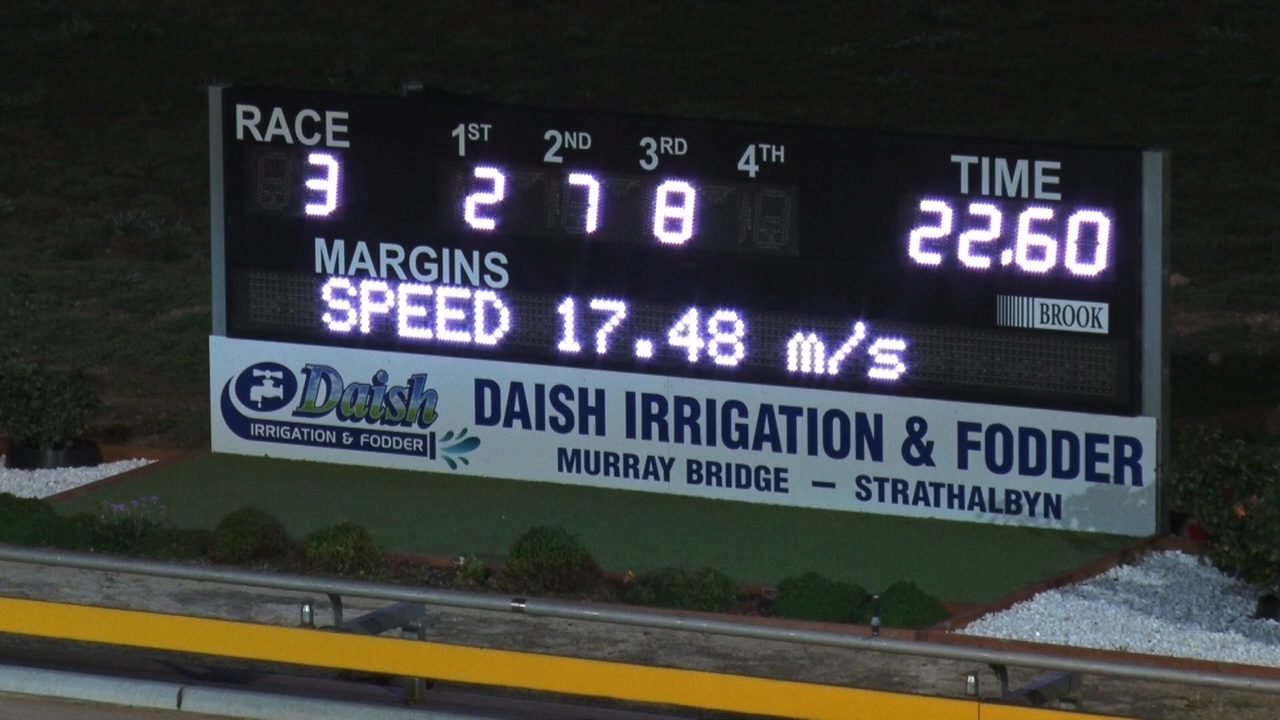 RACE 1ST 2ND 3RD 4TH TIME
3 2 7 8 22.60
MARGINS
SPEED 17.48 m/s
BROOK
Daish
IRRIGATION & FODDER
DAISH IRRIGATION & FODDER
MURRAY BRIDGE – STRATHALBYN